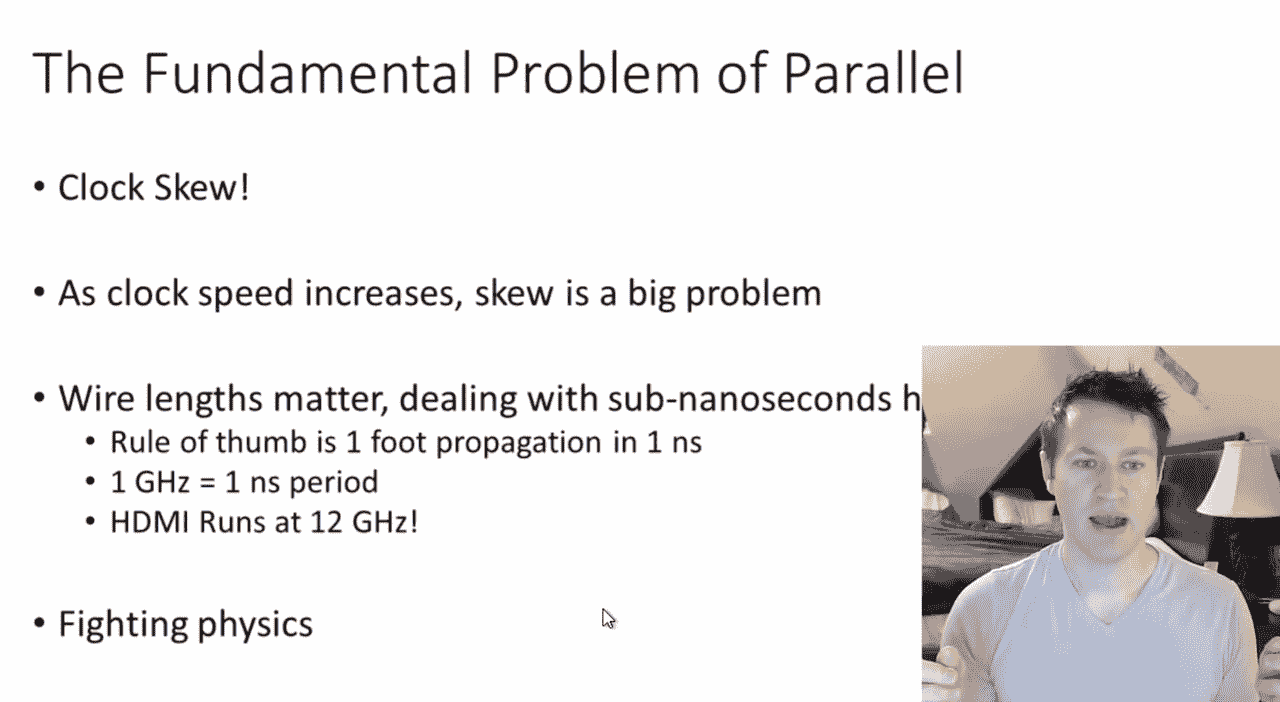 The Fundamental Problem of Parallel
• Clock Skew!
• As clock speed increases, skew is a big problem
• Wire lengths matter, dealing with sub-nanoseconds
• Rule of thumb is 1 foot propagation in 1 ns
• 1 GHz = 1 ns period
• HDMI Runs at 12 GHz!
• Fighting physics